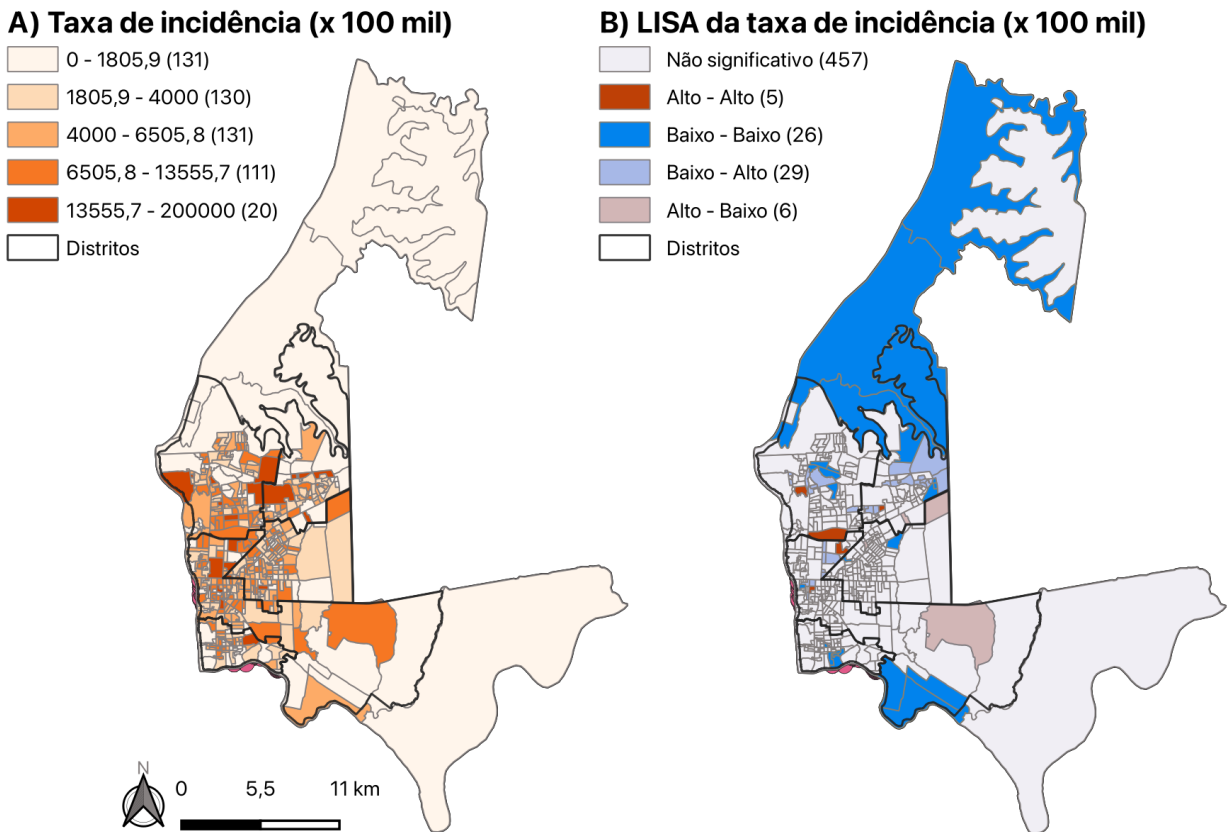 A) Taxa de incidência (x 100 mil)
0 - 1805,9 (131)
1805,9 - 4000 (130)
4000 - 6505,8 (131)
6505,8 - 13555,7 (111)
13555,7 - 200000 (20)
Distritos
B) LISA da taxa de incidência (x 100 mil)
Não significativo (457)
Alto - Alto (5)
Baixo - Baixo (26)
Baixo - Alto (29)
Alto - Baixo (6)
Distritos
N
0 5,5 11 km